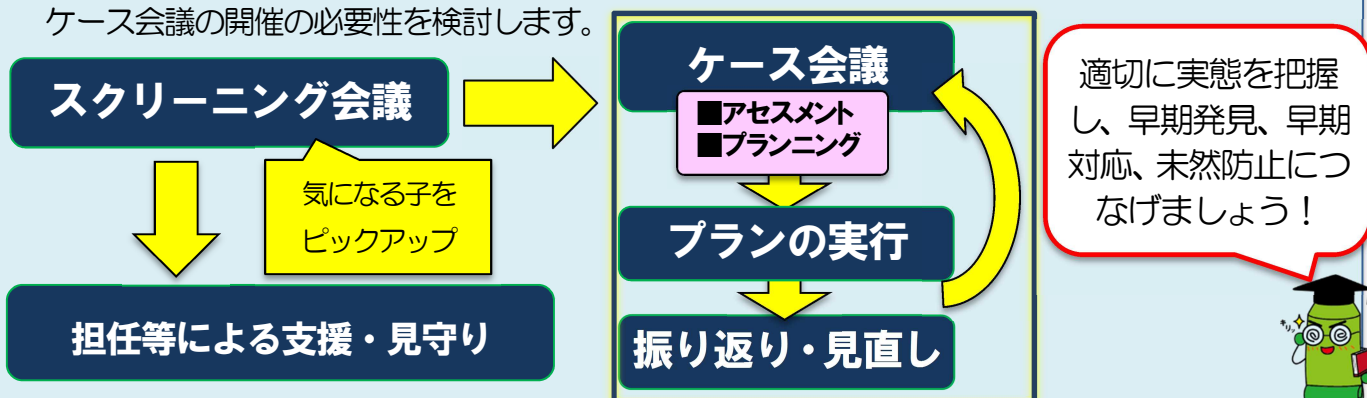 ケース会議の開催の必要性を検討します。
スクリーニング会議
気になる子を
ピックアップ
担任等による支援・見守り
ケース会議
■アセスメント
■プランニング
プランの実行
振り返り・見直し
適切に実態を把握
し、早期発見、早期
対応、未然防止につ
なげましょう！
キリッ